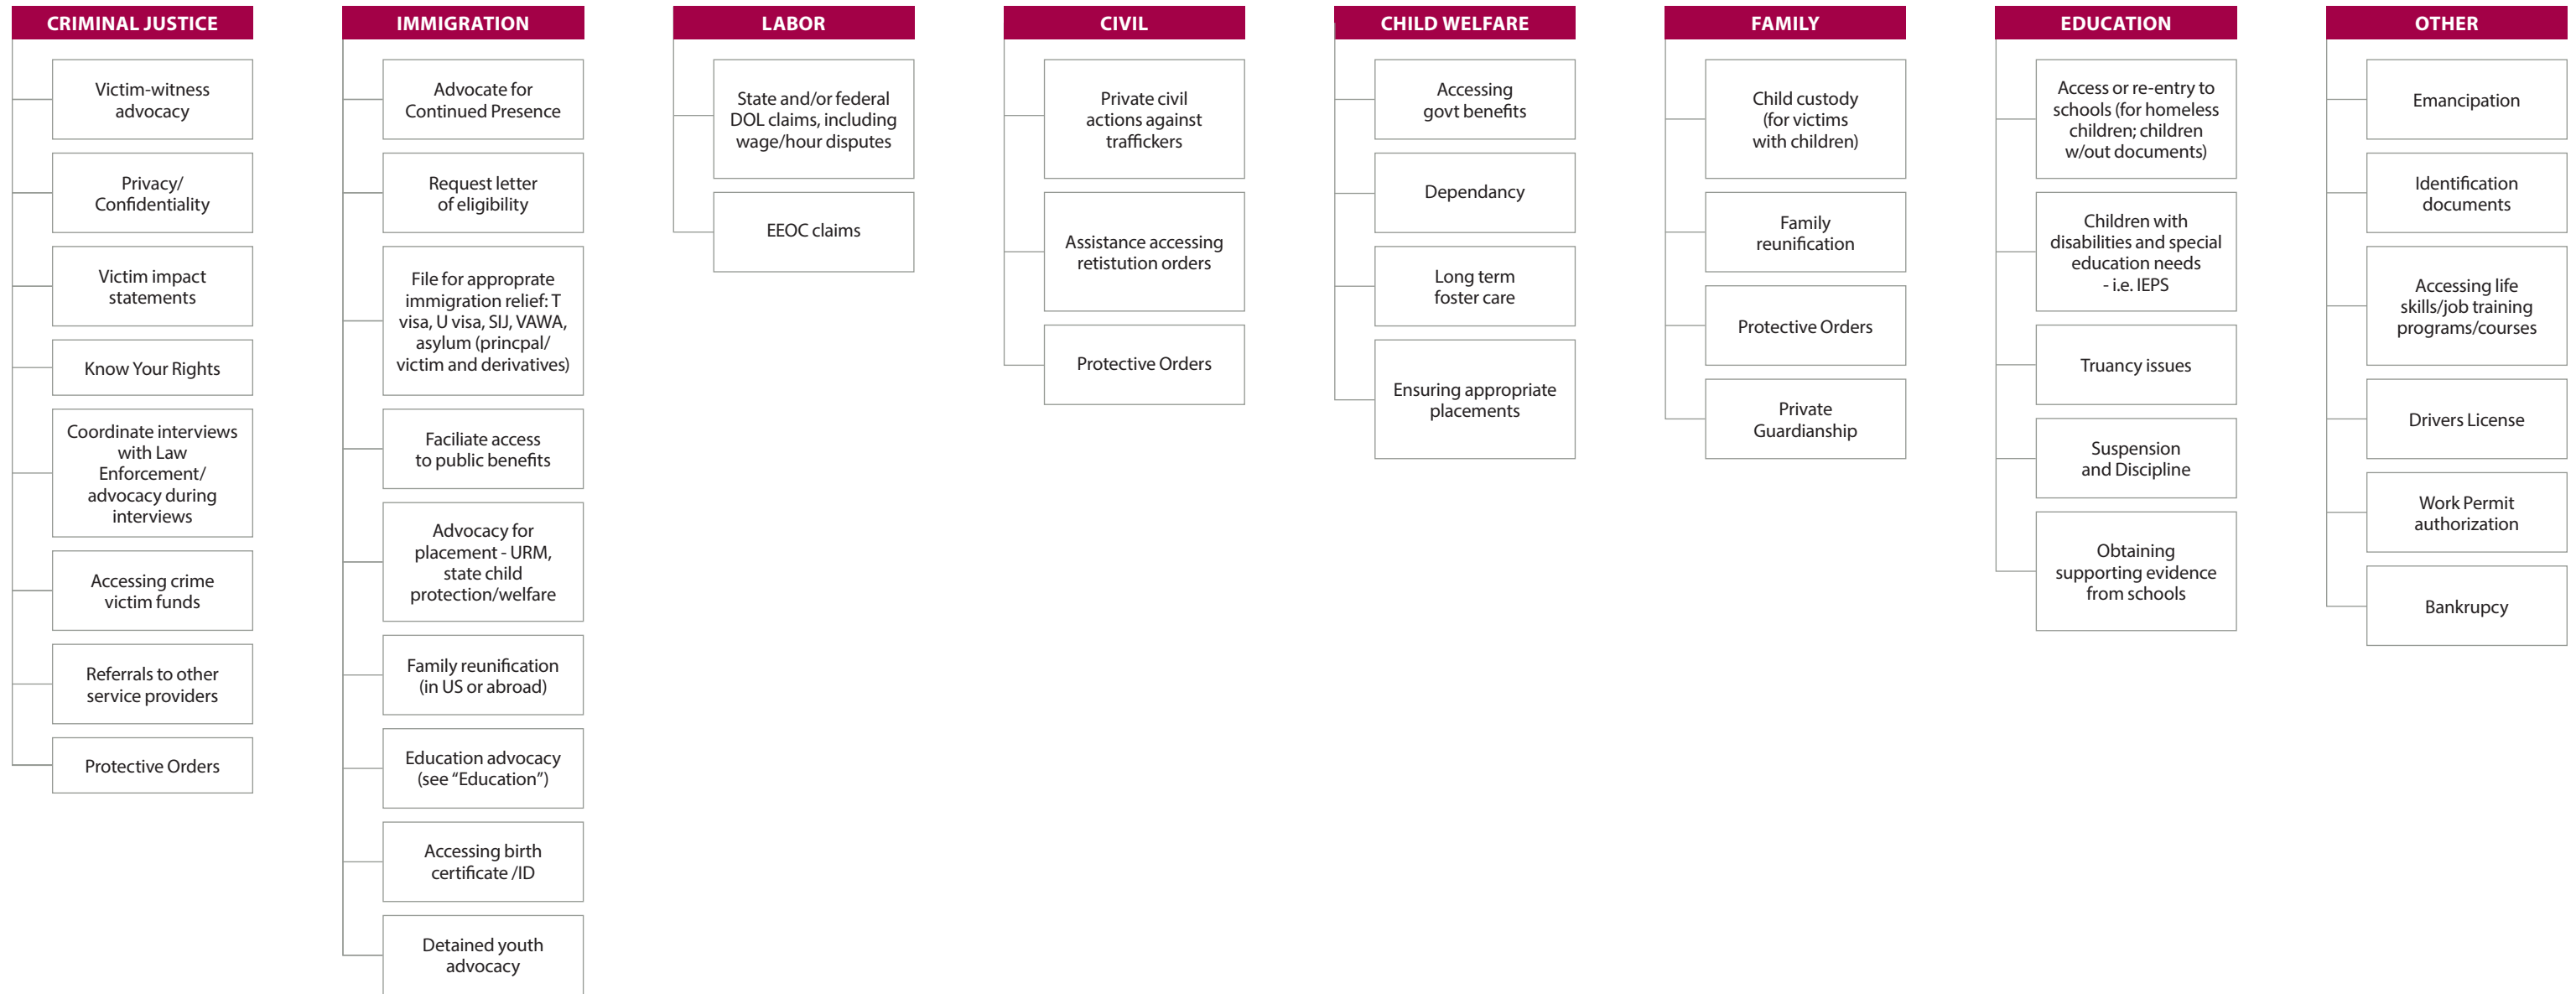 CRIMINAL JUSTICE
Victim-witness
advocacy
Privacy/
Confidentiality
Victim impact
statements
Know Your Rights
Coordinate interviews
with Law
Enforcement/
advocacy during
interviews
Accessing crime
victim funds
Referrals to other
service providers
Protective Orders
IMMIGRATION
Advocate for
Continued Presence
Request letter
of eligibility
File for approprate
immigration relief: T
visa, U visa, SIJ, VAWA,
asylum (princpal/
victim and derivatives)
Faciliate access
to public benefits
Advocacy for
placement - URM,
state child
protection/welfare
Family reunification
(in US or abroad)
Education advocacy
(see “Education”)
Accessing birth
certificate /ID
Detained youth
advocacy
LABOR
State and/or federal
DOL claims, including
wage/hour disputes
EEOC claims
CIVIL
Private civil
actions against
traffickers
Assistance accessing
retistution orders
Protective Orders
CHILD WELFARE
Accessing
govt benefits
Dependancy
Long term
foster care
Ensuring appropriate
placements
FAMILY
Child custody
(for victims
with children)
Family
reunification
Protective Orders
Private
Guardianship
EDUCATION
Access or re-entry to
schools (for homeless
children; children
w/out documents)
Children with
disabilities and special
education needs
- i.e. IEPS
Truancy issues
Suspension
and Discipline
Obtaining
supporting evidence
from schools
OTHER
Emancipation
Identification
documents
Accessing life
skills/job training
programs/courses
Drivers License
Work Permit
authorization
Bankrupcy